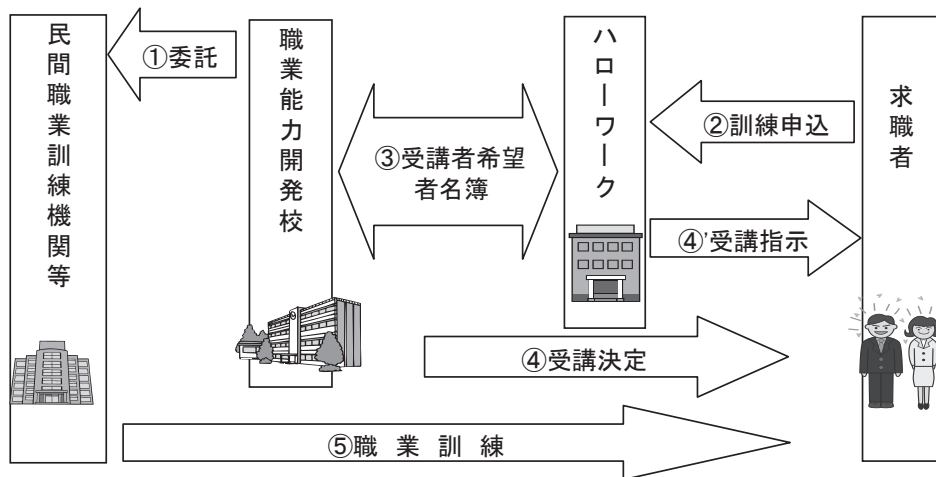 民間職業訓練機関等
①委託
職業能力開発校
③受講者希望
者名簿
ハローワーク
②訓練申込
求職者
④’受講指示
④受講決定
⑤職業訓練